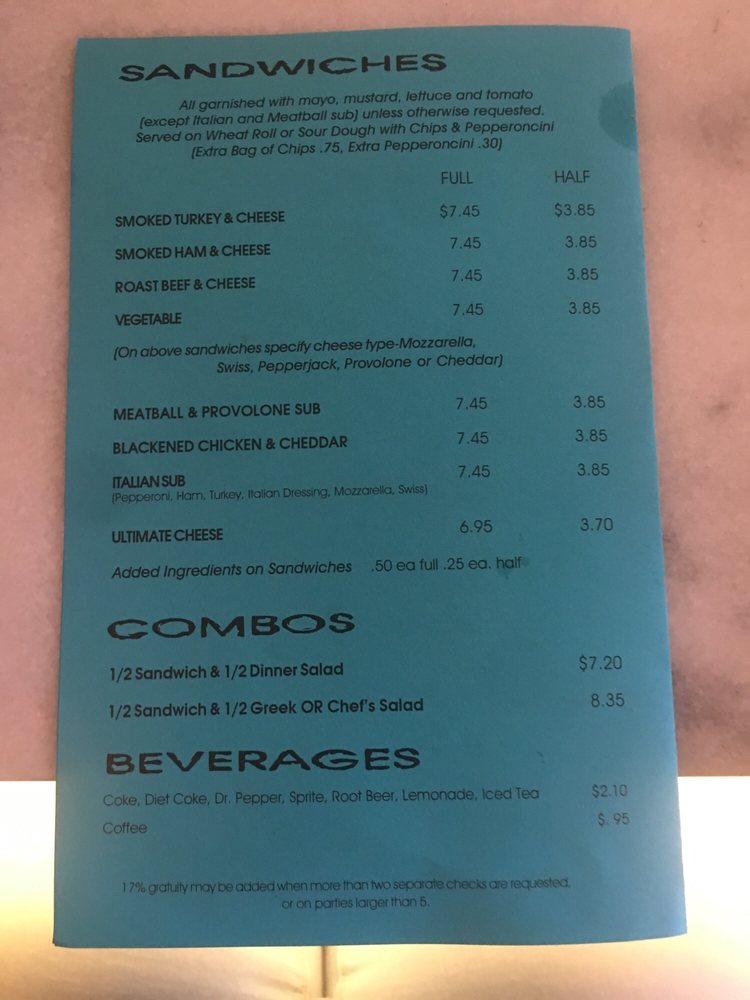 SANDWICHES
All garnished with mayo, mustard, lettuce and tomato
(except Italian and Meatball sub) unless otherwise requested.
Served on Wheat Roll or Sour Dough with Chips & Pepperoncini
(Extra Bag of Chips .75, Extra Pepperoncini .30)
FULL HALF
SMOKED TURKEY & CHEESE $7.45 $3.85
SMOKED HAM & CHEESE 7.45 3.85
ROAST BEEF & CHEESE 7.45 3.85
VEGETABLE 7.45 3.85
(On above sandwiches specify cheese type-Mozzarella,
Swiss, Pepperjack, Provolone or Cheddar)
MEATBALL & PROVOLONE SUB 7.45 3.85
BLACKENED CHICKEN & CHEDDAR 7.45 3.85
ITALIAN SUB 7.45 3.85
(Pepperoni, Ham, Turkey, Italian Dressing, Mozzarella, Swiss)
ULTIMATE CHEESE 6.95 3.70
Added Ingredients on Sandwiches .50 ea full .25 ea. half
COMBOS
1/2 Sandwich & 1/2 Dinner Salad $7.20
1/2 Sandwich & 1/2 Greek OR Chef's Salad 8.35
BEVERAGES
Coke, Diet Coke, Dr. Pepper, Sprite, Root Beer, Lemonade, Iced Tea $2.10
Coffee $.95
17% gratuity may be added when more than two separate checks are requested,
or on parties larger than 5.